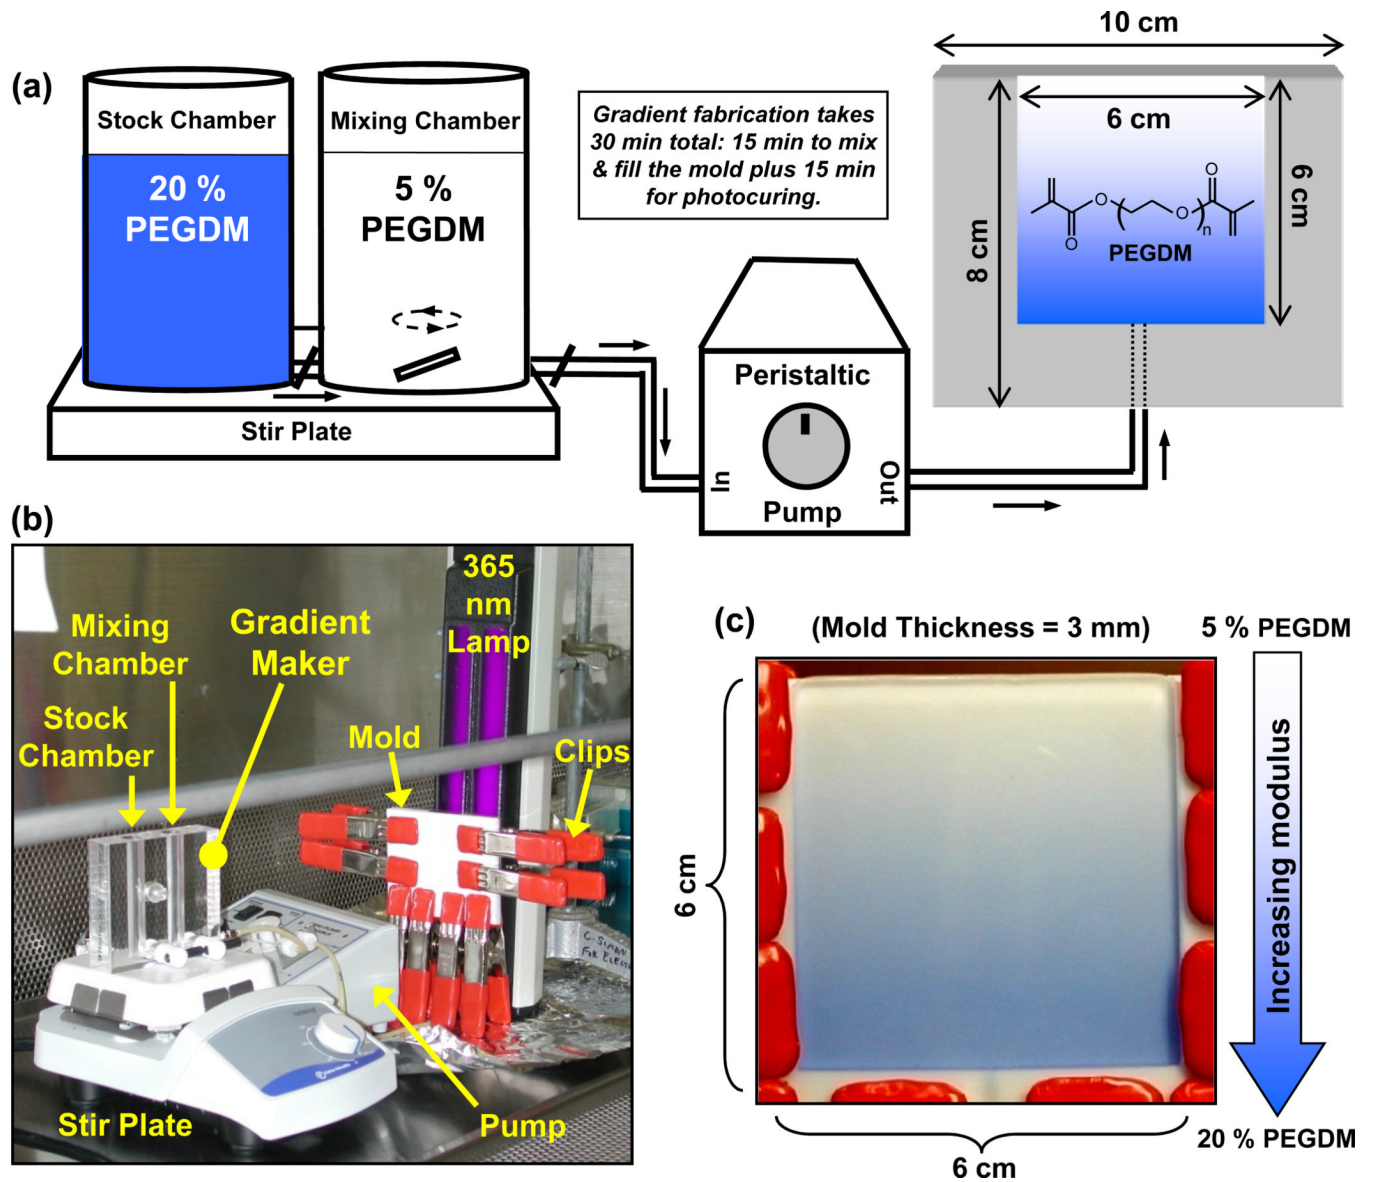 (a)
Stock Chamber
20 %
PEGDM
Mixing Chamber
5 %
PEGDM
Stir Plate
Gradient fabrication takes
30 min total: 15 min to mix
& fill the mold plus 15 min
for photocuring.
Peristaltic
Pump
In
Out
10 cm
6 cm
6 cm
8 cm
O
O
O
O
n
PEGDM
(b)
365
nm
Lamp
Mixing
Chamber
Gradient
Maker
Stock
Chamber
Mold
Clips
Stir Plate
Pump
(c)
(Mold Thickness = 3 mm)
5 % PEGDM
6 cm
Increasing modulus
6 cm
20 % PEGDM